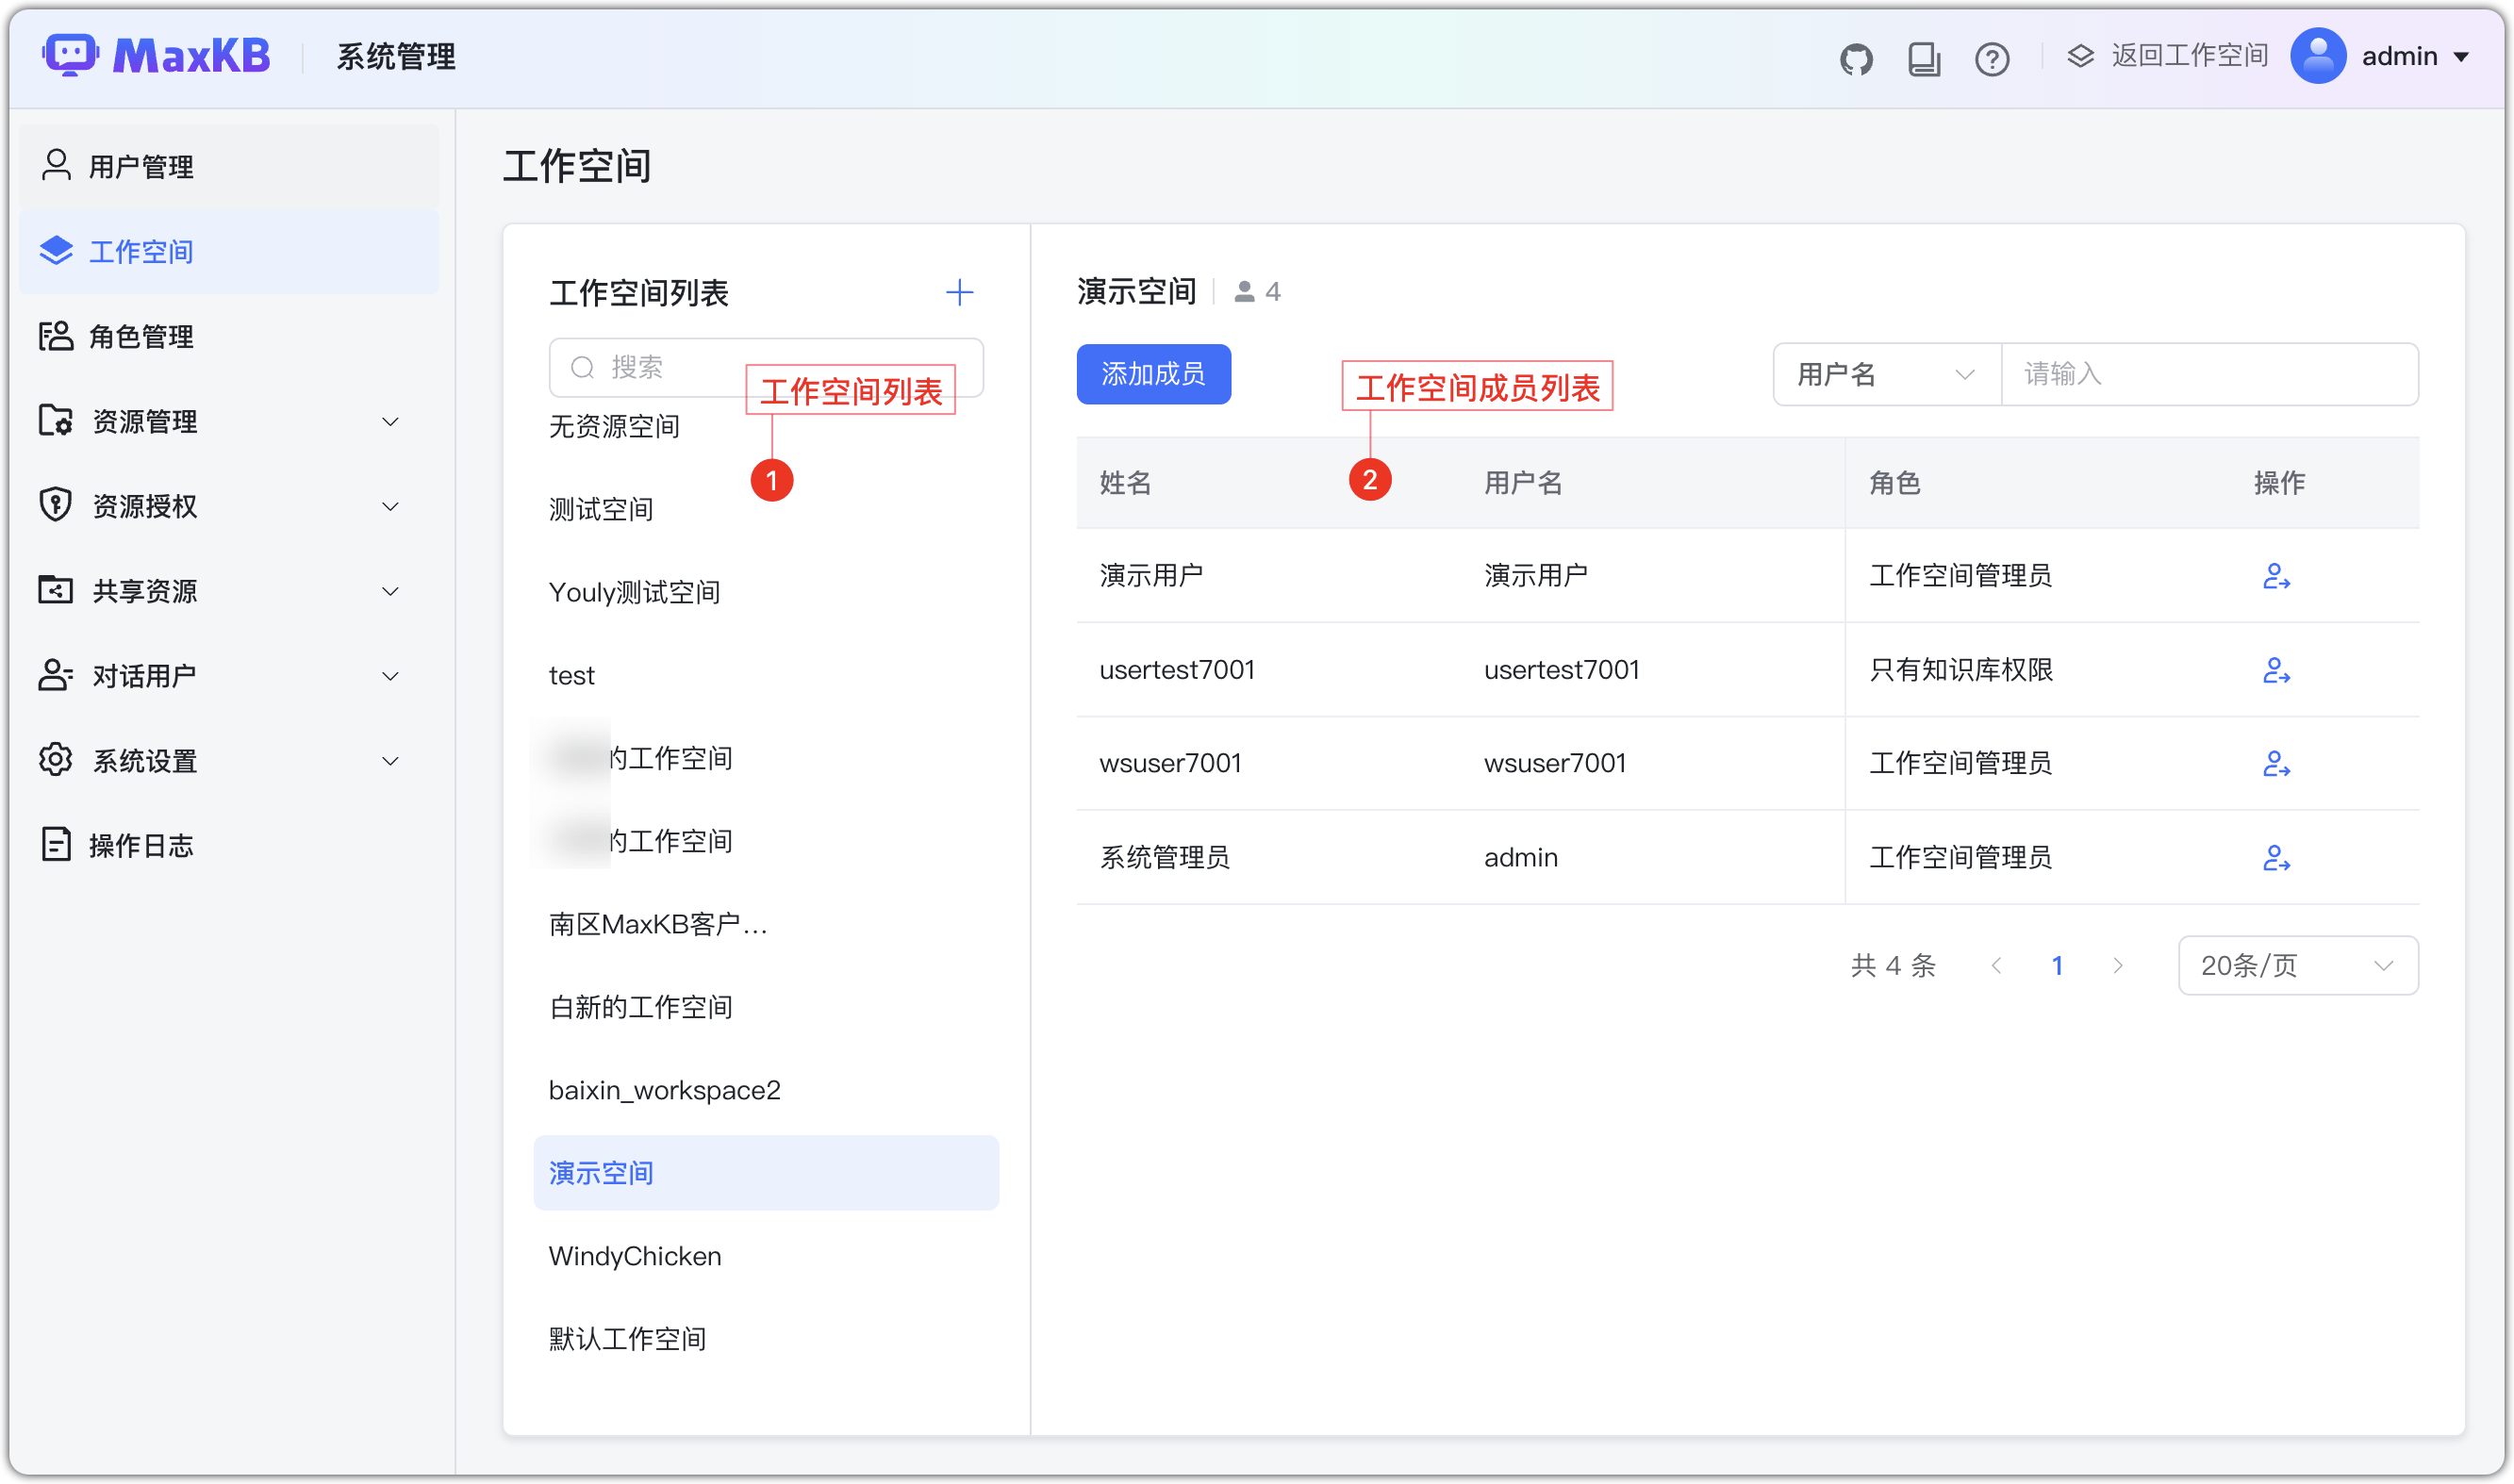 MaxKB 系统管理 返回工作空间 admin
用户管理
工作空间
角色管理
资源管理
资源授权
共享资源
对话用户
系统设置
操作日志
工作空间
工作空间列表
搜索
工作空间列表
1
无资源空间
测试空间
Youly测试空间
test
的工作空间
的工作空间
南区MaxKB客户...
白新的工作空间
baixin_workspace2
演示空间
WindyChicken
默认工作空间
演示空间 4
添加成员 用户名 请输入
工作空间成员列表
2
姓名 用户名 角色 操作
演示用户 演示用户 工作空间管理员
usertest7001 usertest7001 只有知识库权限
wsuser7001 wsuser7001 工作空间管理员
系统管理员 admin 工作空间管理员
共 4 条 1 20条/页